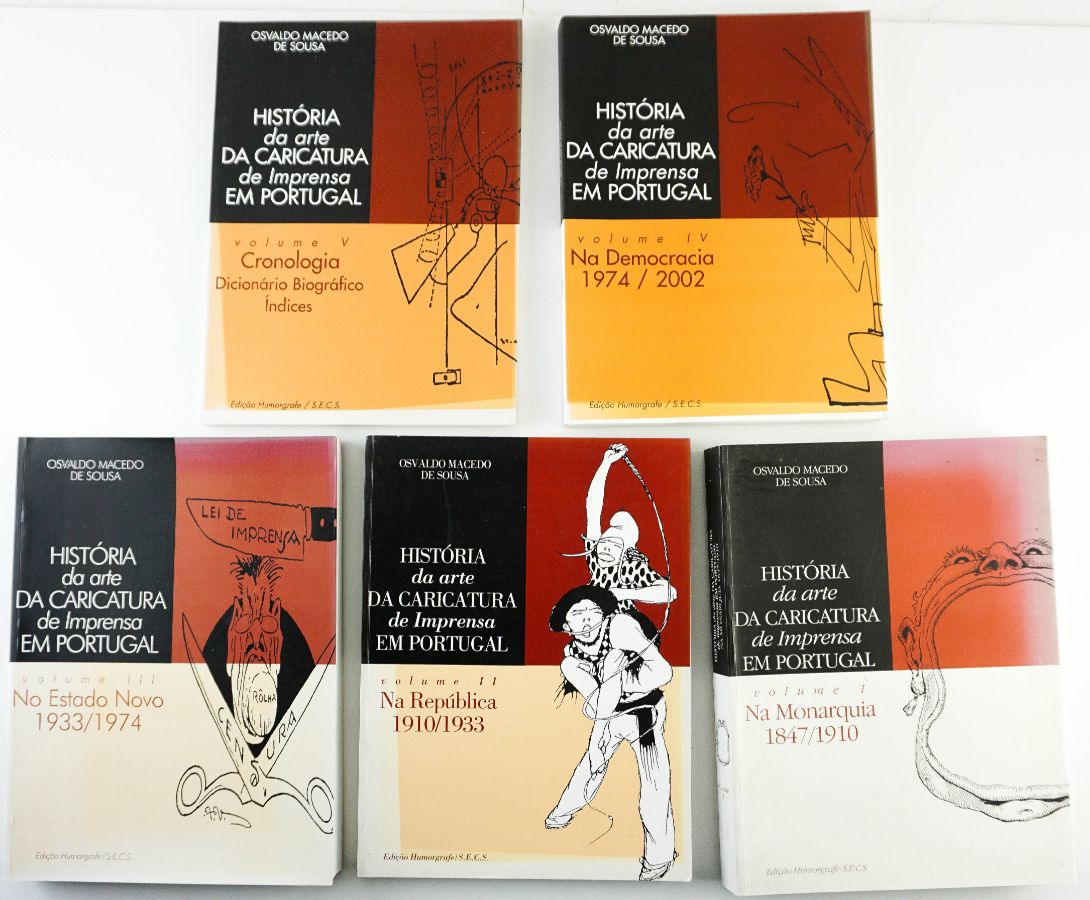 OSVALDO MACEDO
DE SOUSA
HISTÓRIA
da arte
DA CARICATURA
de Imprensa
EM PORTUGAL
volume V
Cronologia
Dicionário Biográfico
Índices
Edição Humorgrafe / S.E.C.S.
OSVALDO MACEDO
DE SOUSA
HISTÓRIA
da arte
DA CARICATURA
de Imprensa
EM PORTUGAL
volume IV
Na Democracia
1974 / 2002
Edição Humorgrafe / S.E.C.S.
OSVALDO MACEDO
DE SOUSA
LEI DE
IMPRENSA
HISTÓRIA
da arte
DA CARICATURA
de Imprensa
EM PORTUGAL
volume III
No Estado Novo
1933/1974
RÔLHA
CENSURA
Edição Humorgrafe/S.E.C.S.
OSVALDO MACEDO
DE SOUSA
HISTÓRIA
da arte
DA CARICATURA
de Imprensa
EM PORTUGAL
volume II
Na República
1910/1933
Edição Humorgrafe/S.E.C.S.
OSVALDO MACEDO
DE SOUSA
HISTÓRIA
da arte
DA CARICATURA
de Imprensa
EM PORTUGAL
volume I
Na Monarquia
1847/1910
Edição Humorgrafe/S.E.C.S.